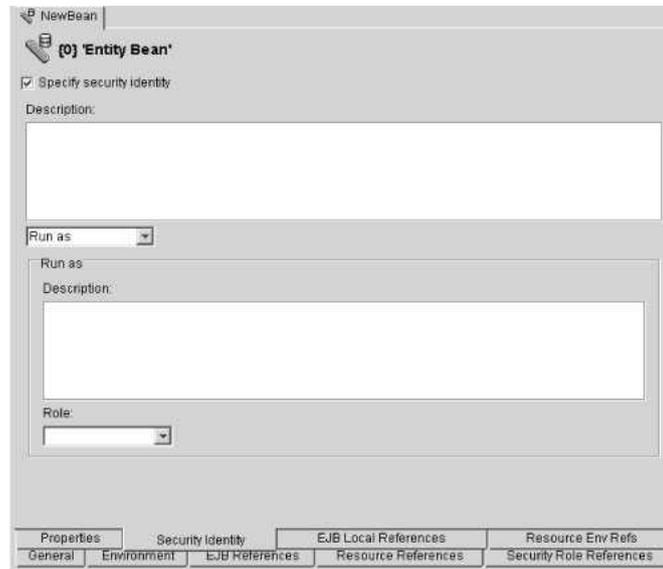 NewBean
{0} 'Entity Bean'
Specify security identity
Description:
Run as
Run as
Description:
Role:
Properties Security Identity EJB Local References Resource Env Refs
General Environment EJB References Resource References Security Role References